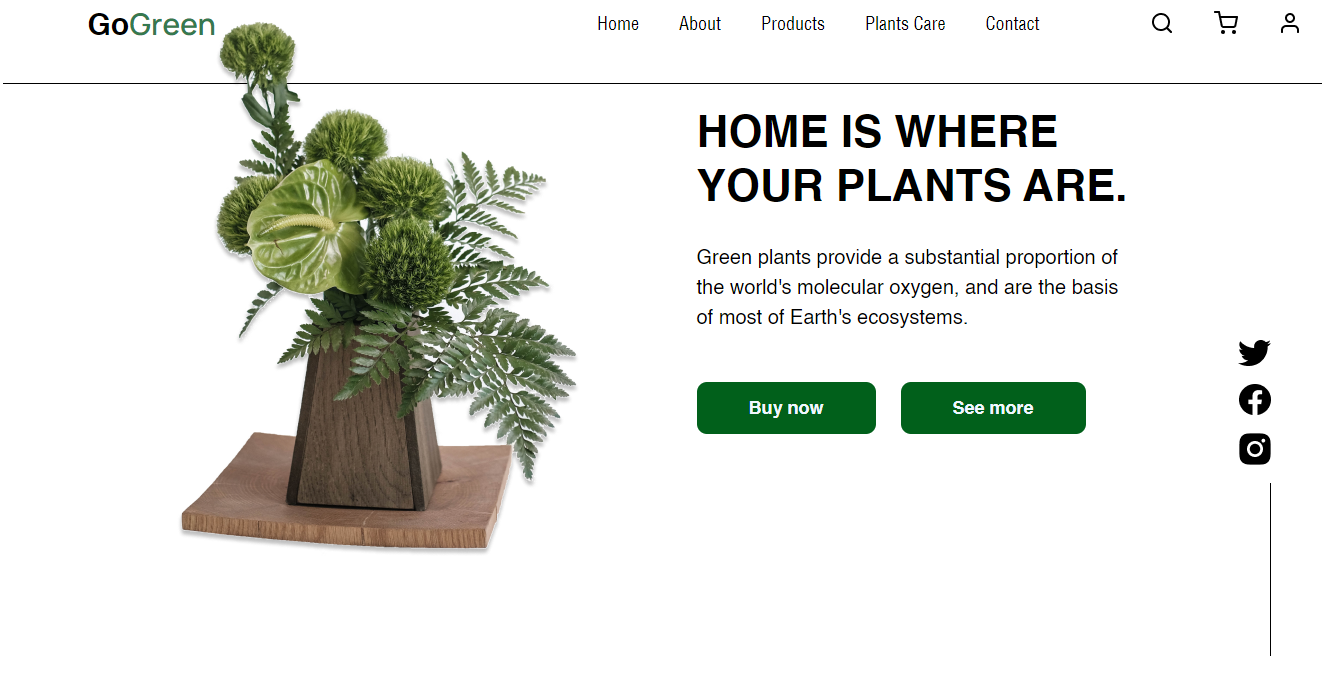 GoGreen
Home
About
Products
Plants Care
Contact
HOME IS WHERE
YOUR PLANTS ARE.
Green plants provide a substantial proportion of
the world's molecular oxygen, and are the basis
of most of Earth's ecosystems.
Buy now
See more